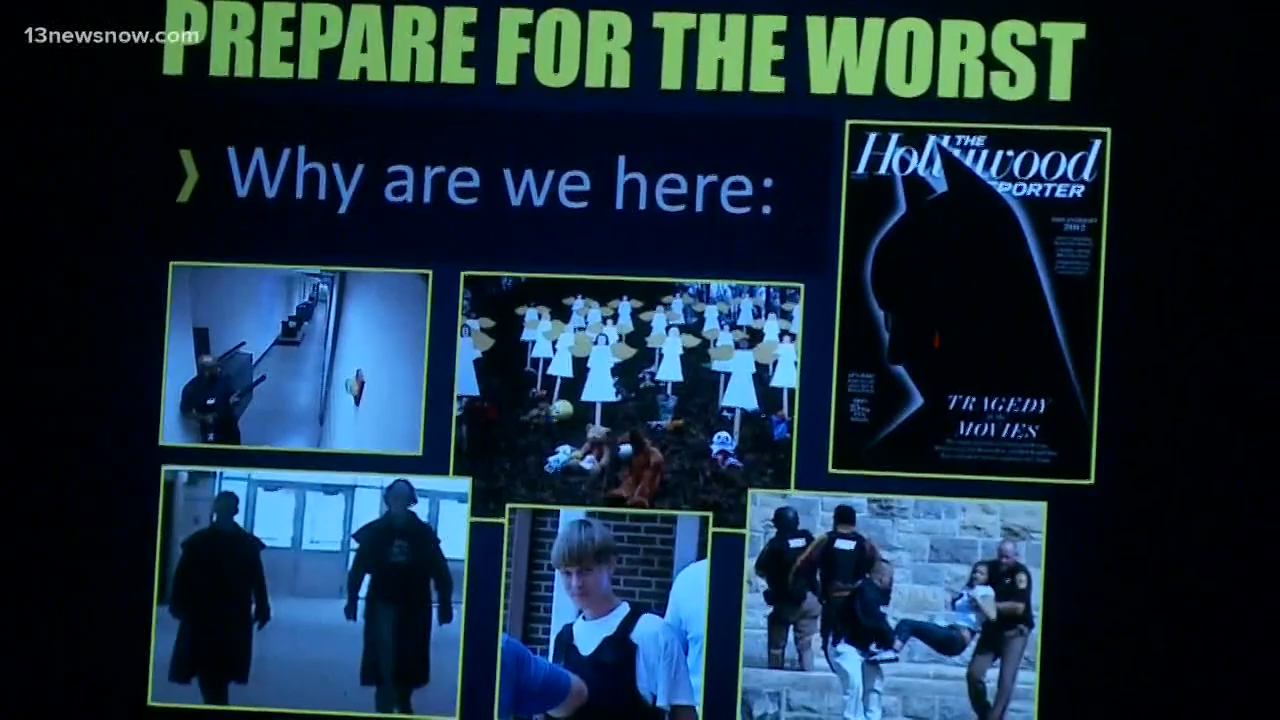 13newsnow.com
PREPARE FOR THE WORST
Why are we here:
THE
Hollywood
REPORTER
TRAGEDY
MOVIES